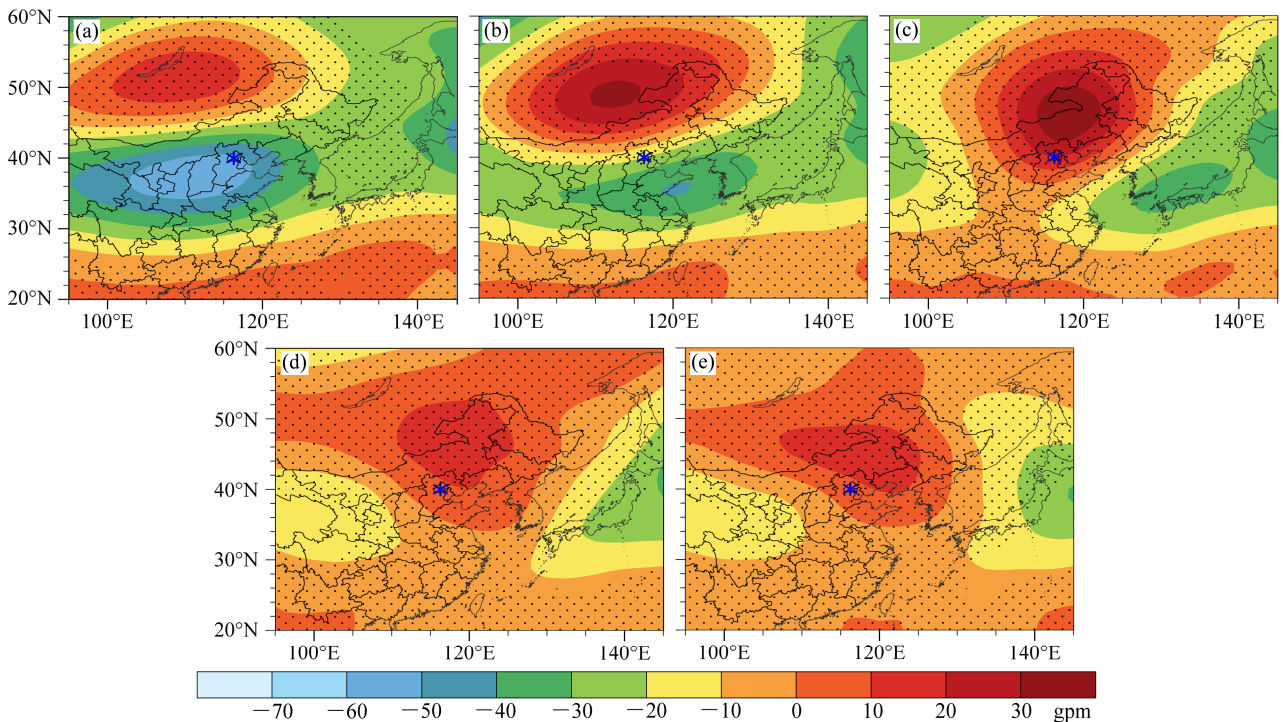 60°N (a) (b) (c)
50°N
40°N
30°N
20°N
100°E 120°E 140°E 100°E 120°E 140°E 100°E 120°E 140°E
60°N (d) (e)
50°N
40°N
30°N
20°N
100°E 120°E 140°E 100°E 120°E 140°E
−70 −60 −50 −40 −30 −20 −10 0 10 20 30 gpm